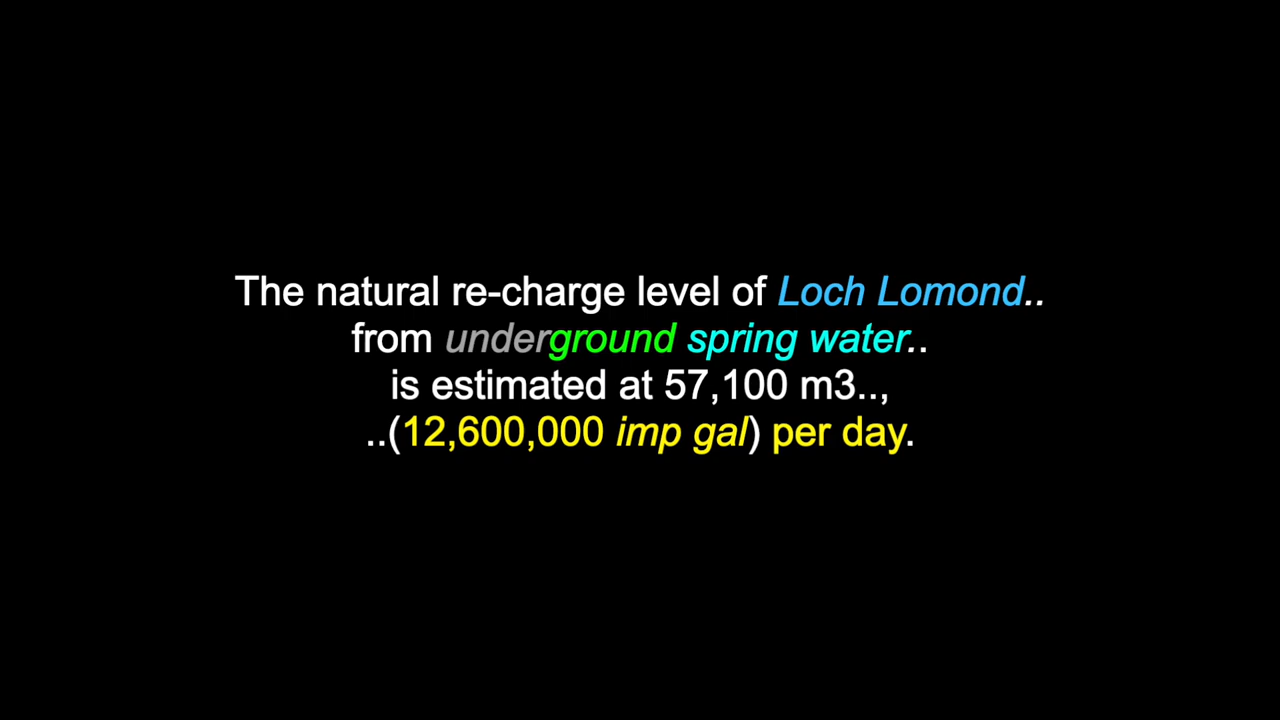 The natural re-charge level of Loch Lomond..
from underground spring water..
is estimated at 57,100 m3..,
..(12,600,000 imp gal) per day.